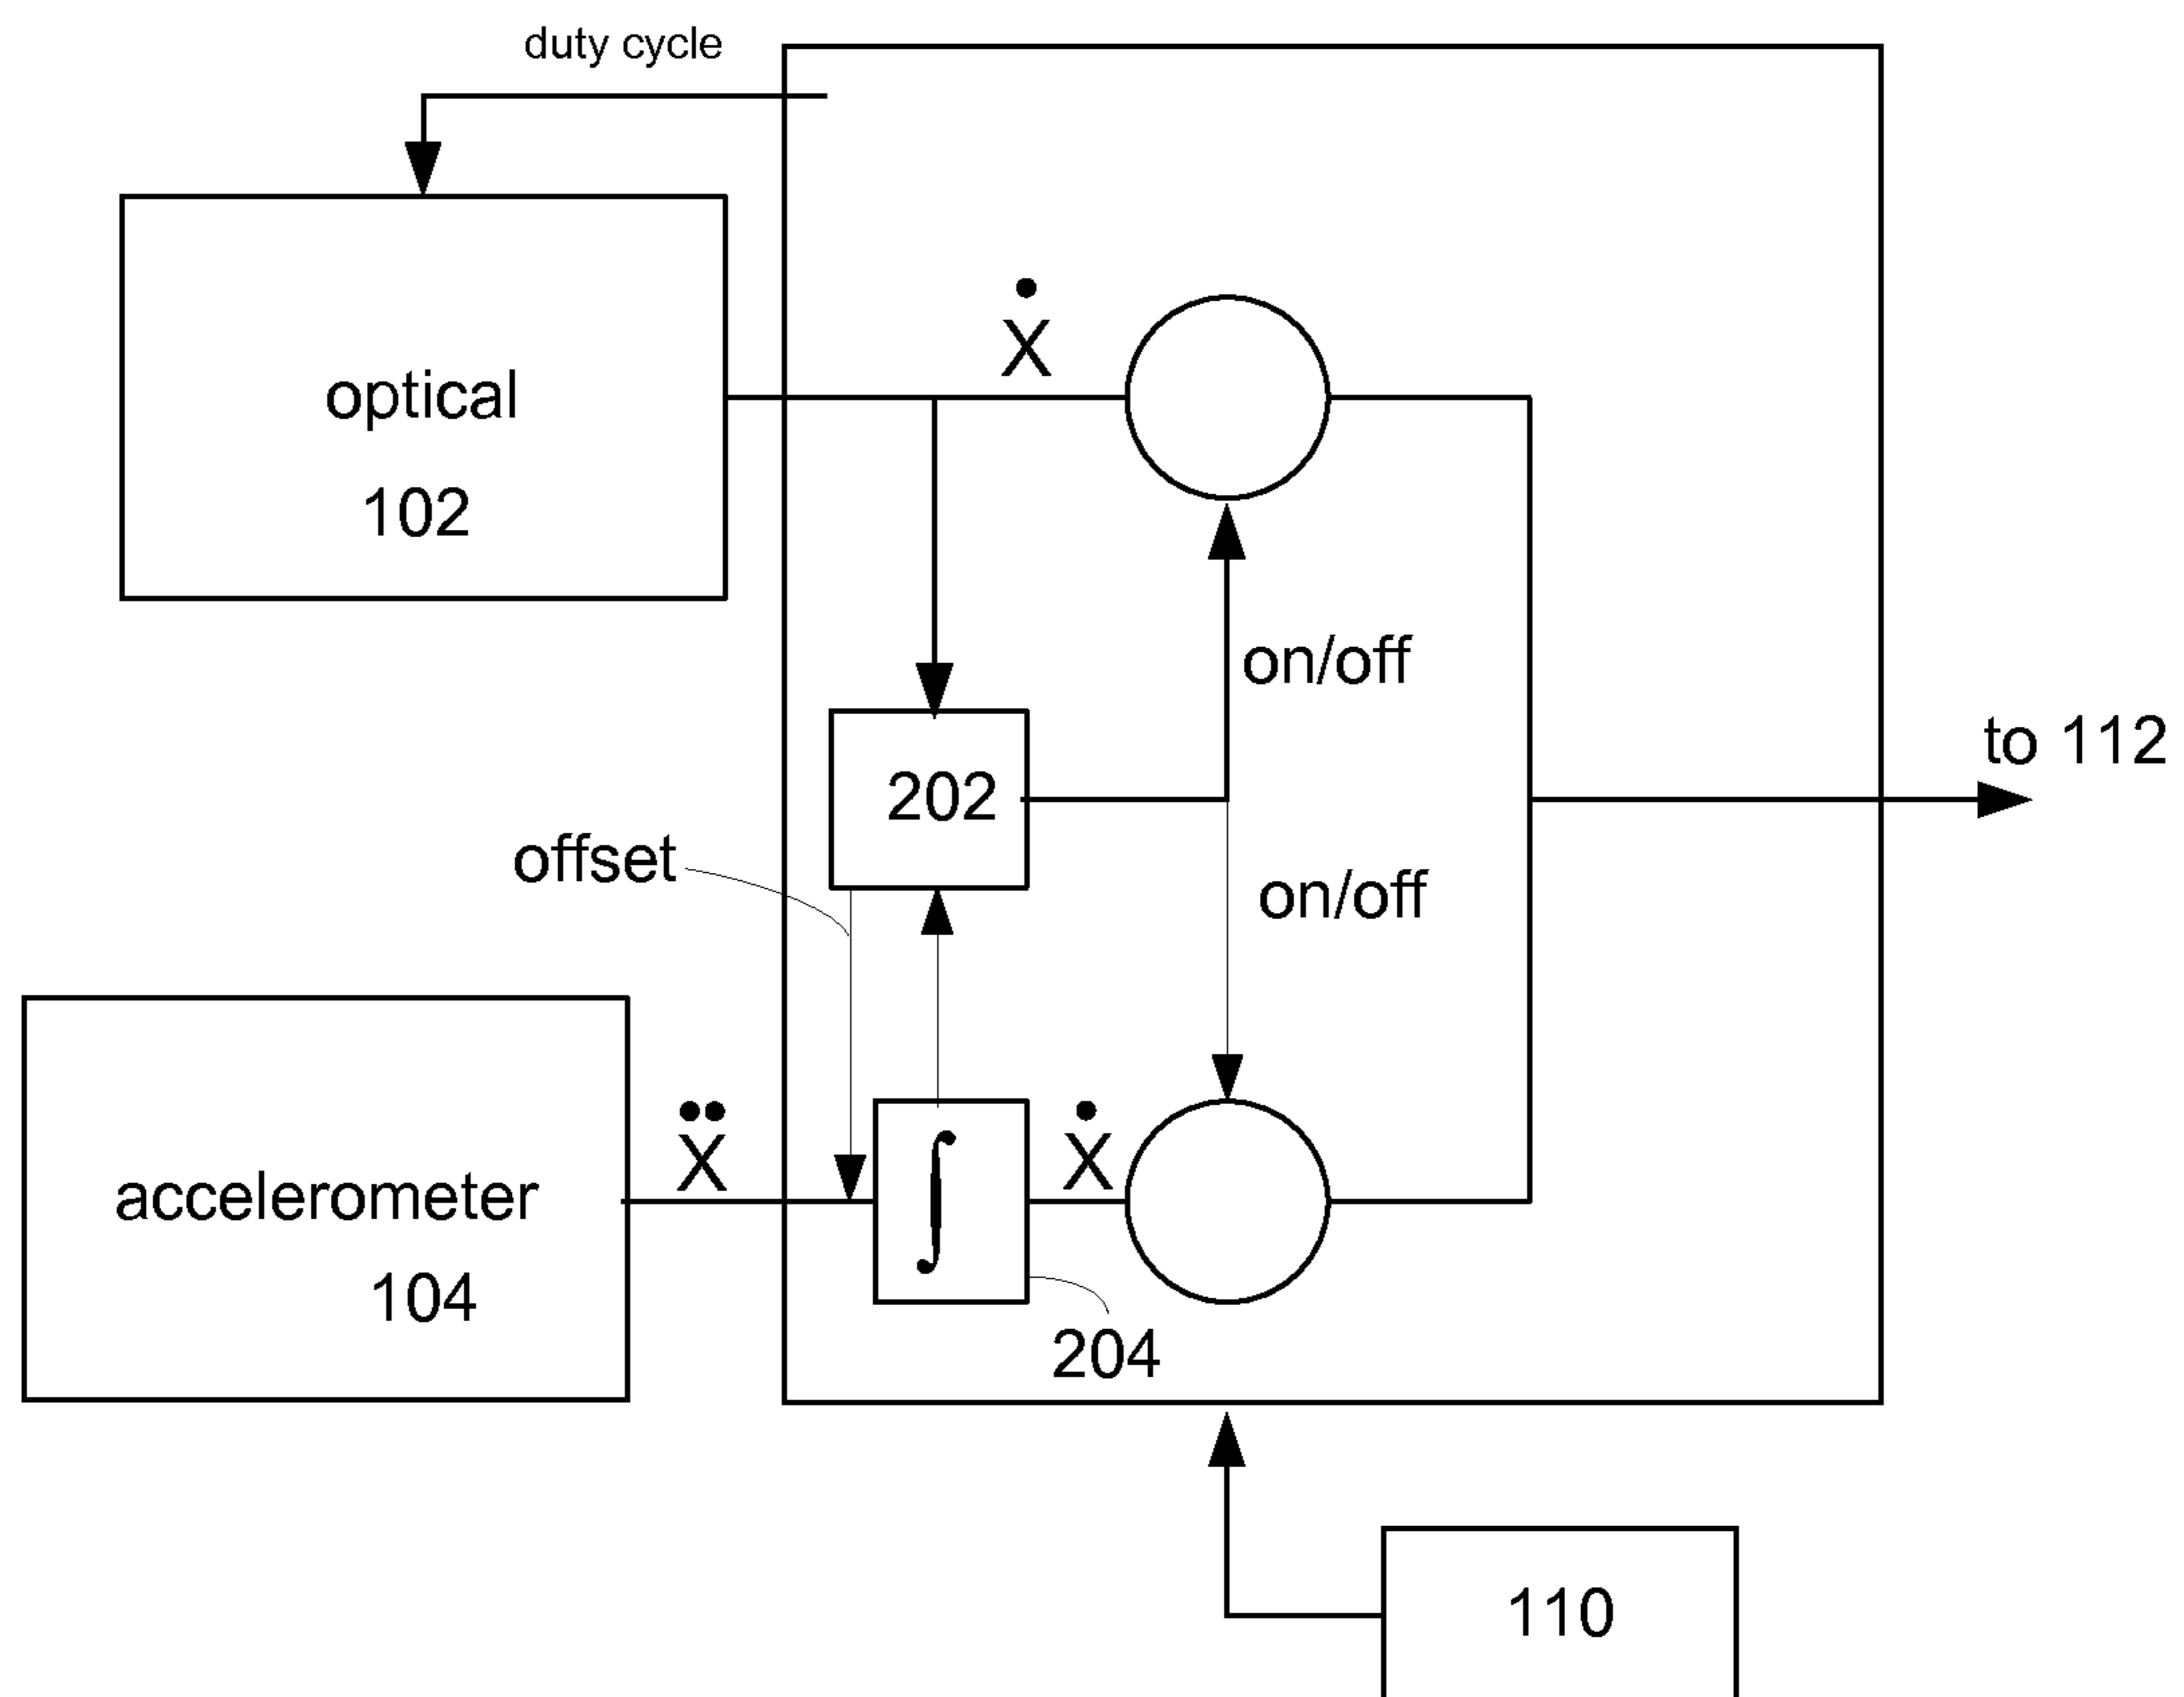 duty cycle
Ẋ
optical
102
on/off
to 112
202
offset
on/off
Ẍ
Ẋ
∫
accelerometer
104
204
110